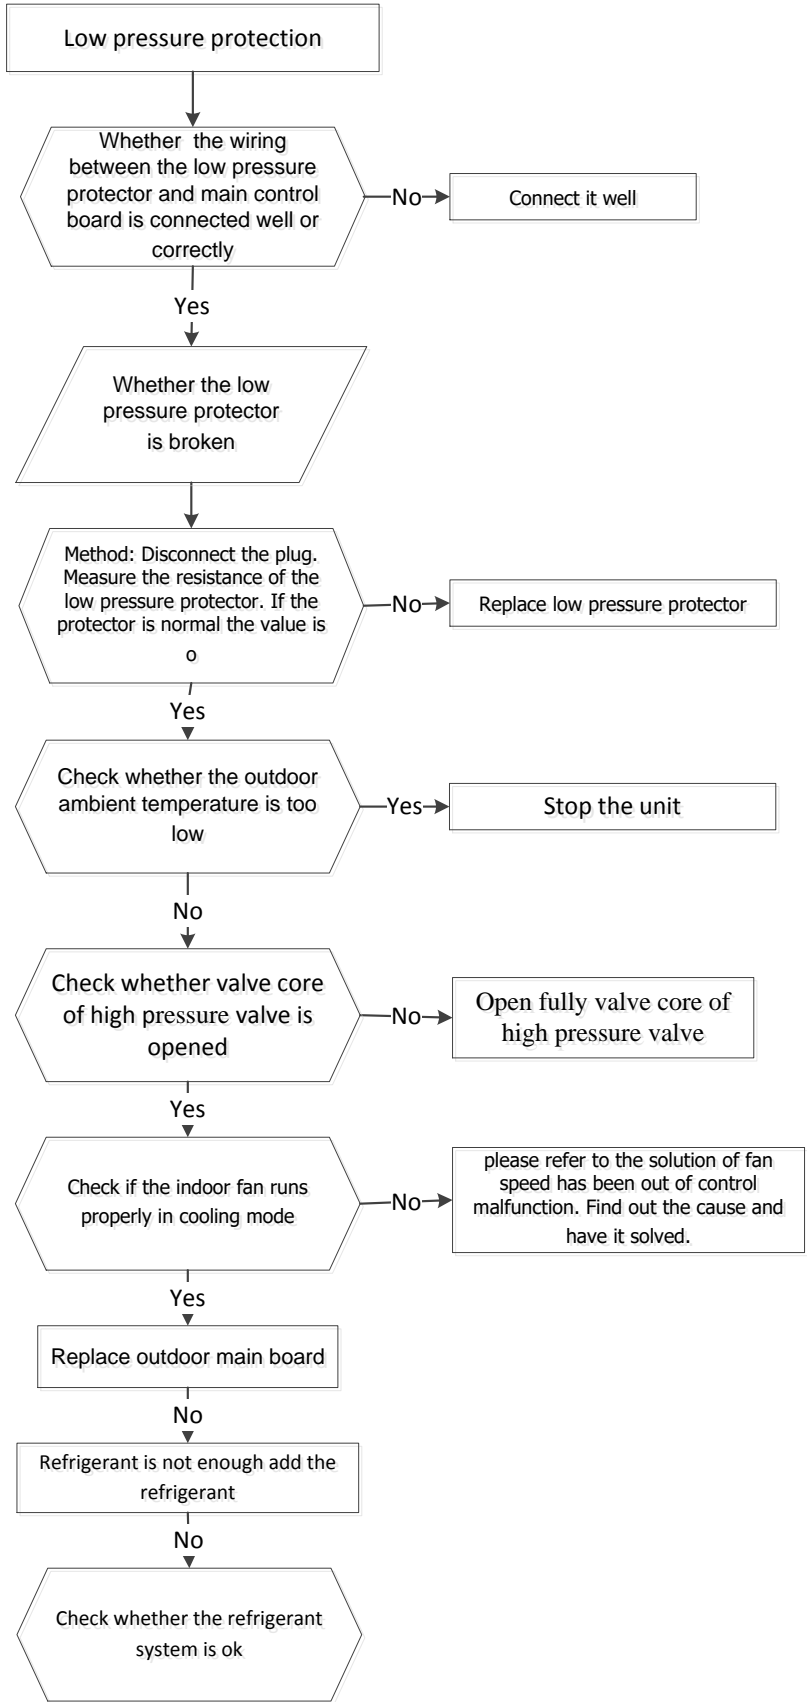 Low pressure protection
Whether the wiring
between the low pressure
protector and main control
board is connected well or
correctly
No
Connect it well
Yes
Whether the low
pressure protector
is broken
Method: Disconnect the plug.
Measure the resistance of the
low pressure protector. If the
protector is normal the value is
o
No
Replace low pressure protector
Yes
Check whether the outdoor
ambient temperature is too
low
Yes
Stop the unit
No
Check whether valve core
of high pressure valve is
opened
No
Open fully valve core of
high pressure valve
Yes
Check if the indoor fan runs
properly in cooling mode
No
please refer to the solution of fan
speed has been out of control
malfunction. Find out the cause and
have it solved.
Yes
Replace outdoor main board
No
Refrigerant is not enough add the
refrigerant
No
Check whether the refrigerant
system is ok